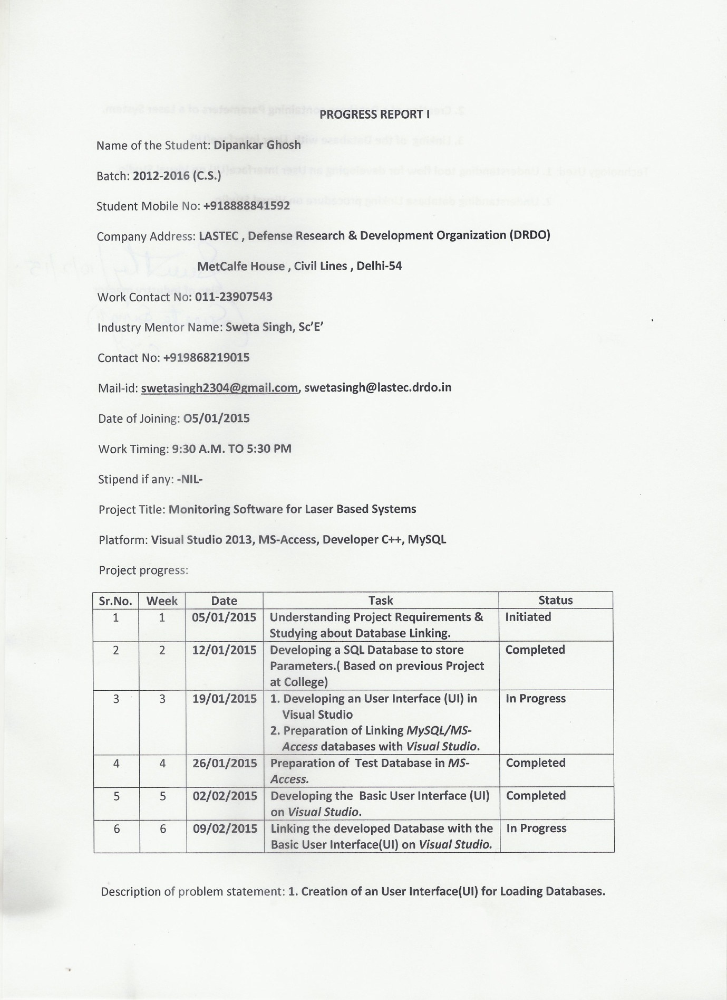 PROGRESS REPORT I
Name of the Student: Dipankar Ghosh
Batch: 2012-2016 (C.S.)
Student Mobile No: +918888841592
Company Address: LASTEC , Defense Research & Development Organization (DRDO)
MetCalfe House , Civil Lines , Delhi-54
Work Contact No: 011-23907543
Industry Mentor Name: Sweta Singh, Sc’E’
Contact No: +919868219015
Mail-id: swetasingh2304@gmail.com, swetasingh@lastec.drdo.in
Date of Joining: O5/01/2015
Work Timing: 9:30 A.M. TO 5:30 PM
Stipend if any: -NIL-
Project Title: Monitoring Software for Laser Based Systems
Platform: Visual Studio 2013, MS-Access, Developer C++, MySQL
Project progress:
Sr.No. Week Date Task Status
1 1 05/01/2015 Understanding Project Requirements & Initiated
Studying about Database Linking.
2 2 12/01/2015 Developing a SQL Database to store Completed
Parameters.( Based on previous Project
at College)
3 3 19/01/2015 1. Developing an User Interface (UI) in In Progress
Visual Studio
2. Preparation of Linking MySQL/MS-
Access databases with Visual Studio.
4 4 26/01/2015 Preparation of Test Database in MS- Completed
Access.
5 5 02/02/2015 Developing the Basic User Interface (UI) Completed
on Visual Studio.
6 6 09/02/2015 Linking the developed Database with the In Progress
Basic User Interface(UI) on Visual Studio.
Description of problem statement: 1. Creation of an User Interface(UI) for Loading Databases.